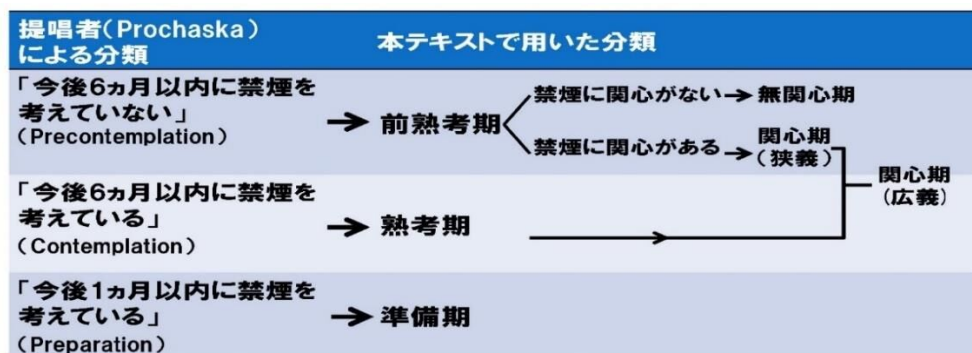 提唱者(Prochaska)
による分類
本テキストで用いた分類
「今後6ヵ月以内に禁煙を
考えていない」
(Precontemplation)
→ 前熟考期
禁煙に関心がない→無関心期
禁煙に関心がある→関心期
(狭義)
関心期
(広義)
「今後6ヵ月以内に禁煙を
考えている」
(Contemplation)
→ 熟考期
「今後1ヵ月以内に禁煙を
考えている」
(Preparation)
→ 準備期